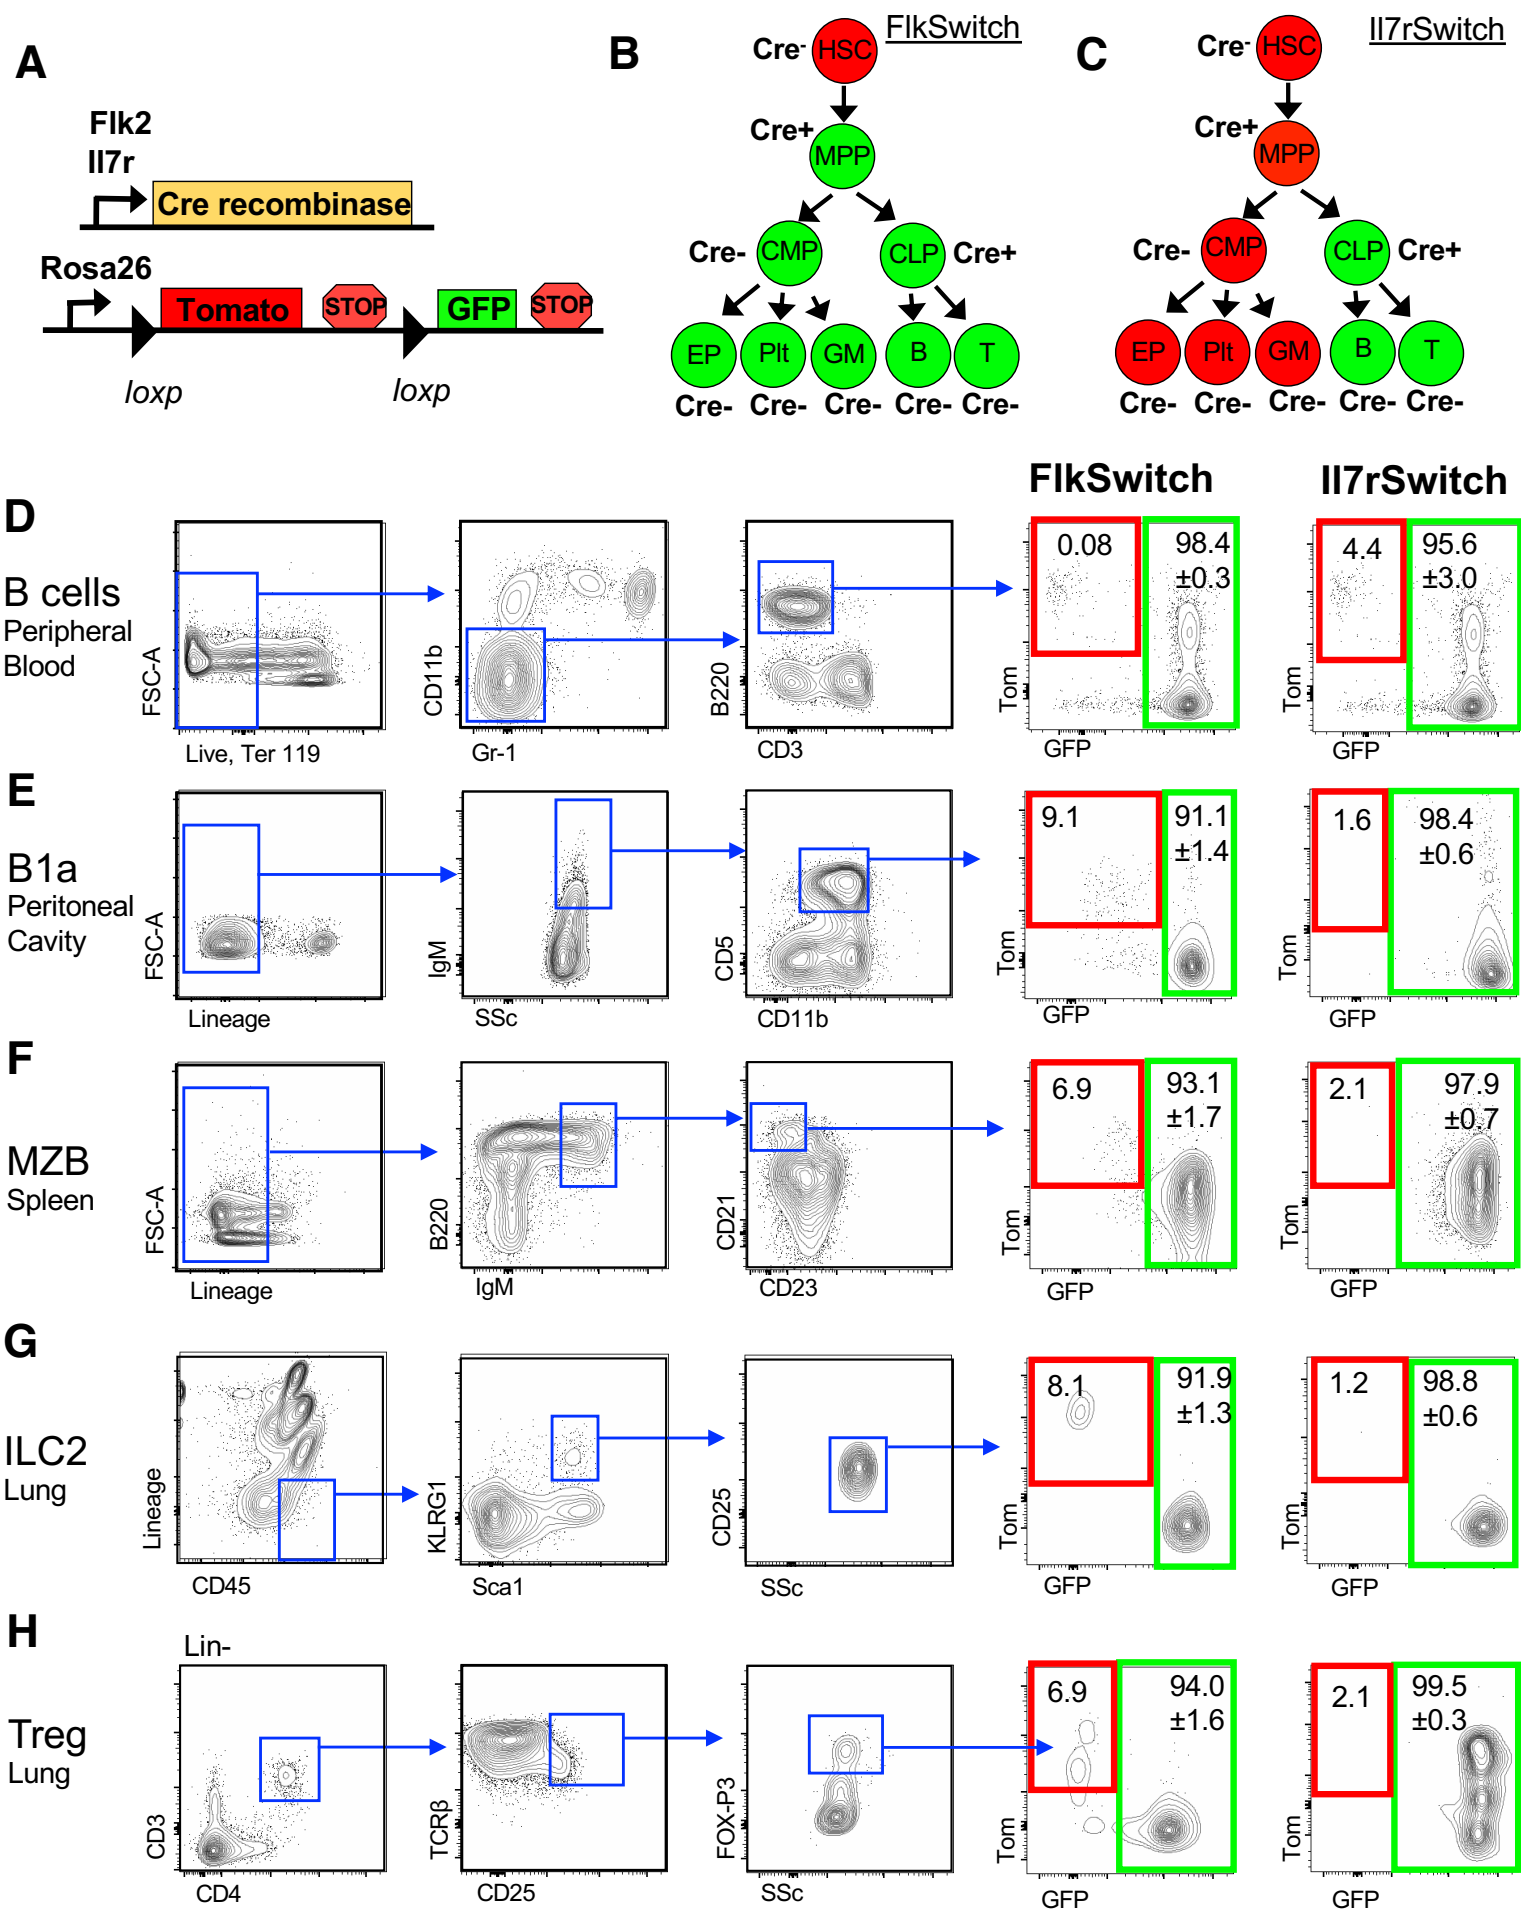 A
Flk2
Il7r
Cre recombinase
Rosa26
Tomato
STOP
GFP
STOP
loxp
loxp
B
FlkSwitch
Cre-
HSC
Cre+
MPP
Cre-
CMP
CLP
Cre+
EP
Plt
GM
B
T
Cre-
Cre-
Cre-
Cre-
Cre-
C
Il7rSwitch
Cre-
HSC
Cre+
MPP
Cre-
CMP
CLP
Cre+
EP
Plt
GM
B
T
Cre-
Cre-
Cre-
Cre-
Cre-
FlkSwitch
Il7rSwitch
D
B cells
Peripheral
Blood
FSC-A
Live, Ter 119
CD11b
Gr-1
B220
CD3
0.08
98.4
±0.3
Tom
GFP
4.4
95.6
±3.0
Tom
GFP
E
B1a
Peritoneal
Cavity
FSC-A
Lineage
IgM
SSc
CD5
CD11b
9.1
91.1
±1.4
Tom
GFP
1.6
98.4
±0.6
Tom
GFP
F
MZB
Spleen
FSC-A
Lineage
B220
IgM
CD21
CD23
6.9
93.1
±1.7
Tom
GFP
2.1
97.9
±0.7
Tom
GFP
G
ILC2
Lung
Lineage
CD45
KLRG1
Sca1
CD25
SSc
8.1
91.9
±1.3
Tom
GFP
1.2
98.8
±0.6
Tom
GFP
H
Treg
Lung
Lin-
CD3
CD4
TCRβ
CD25
FOX-P3
SSc
6.9
94.0
±1.6
Tom
GFP
2.1
99.5
±0.3
Tom
GFP